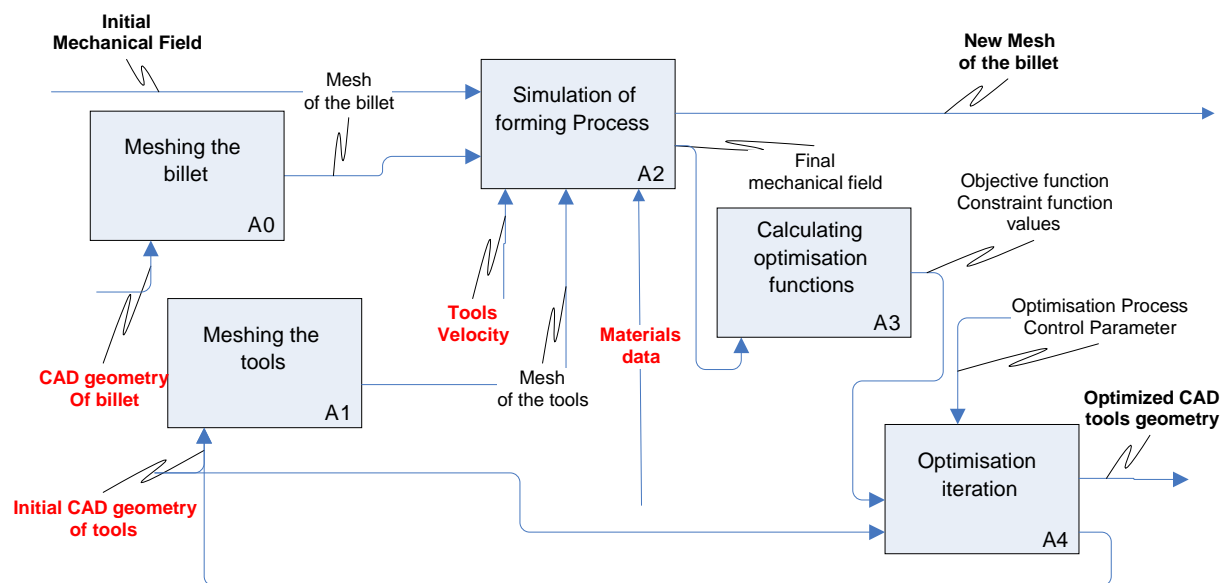 Initial
Mechanical Field
New Mesh
of the billet
Mesh
of the billet
Simulation of
forming Process
A2
Meshing the
billet
A0
Final
mechanical field
Objective function
Constraint function
values
Calculating
optimisation
functions
A3
Tools
Velocity
Materials
data
Optimisation Process
Control Parameter
Meshing the
tools
A1
CAD geometry
Of billet
Mesh
of the tools
Optimized CAD
tools geometry
Optimisation
iteration
A4
Initial CAD geometry
of tools